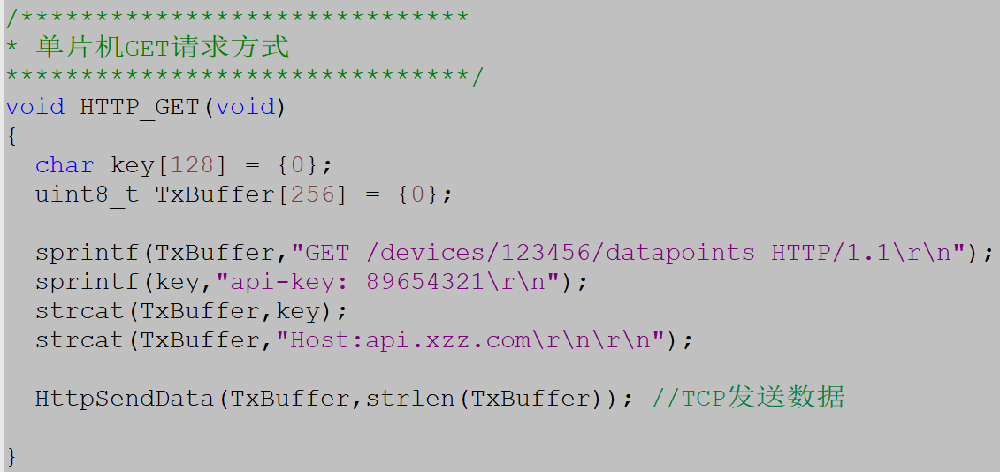 /******************************
* 单片机GET请求方式
*******************************/
void HTTP_GET(void)
{
  char key[128] = {0};
  uint8_t TxBuffer[256] = {0};

  sprintf(TxBuffer,"GET /devices/123456/datapoints HTTP/1.1\r\n");
  sprintf(key,"api-key: 89654321\r\n");
  strcat(TxBuffer,key);
  strcat(TxBuffer,"Host:api.xzz.com\r\n\r\n");

  HttpSendData(TxBuffer,strlen(TxBuffer)); //TCP发送数据

}